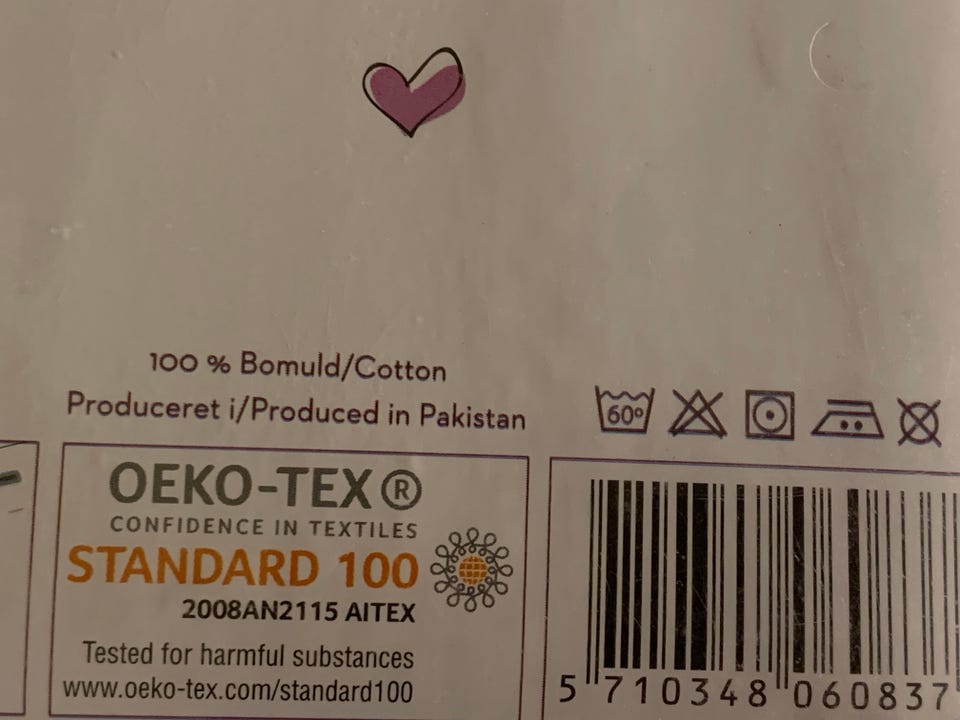 100 % Bomuld/Cotton
Produceret i/Produced in Pakistan
60°
OEKO-TEX®
CONFIDENCE IN TEXTILES
STANDARD 100
2008AN2115 AITEX
Tested for harmful substances
www.oeko-tex.com/standard100
5 710348 060837